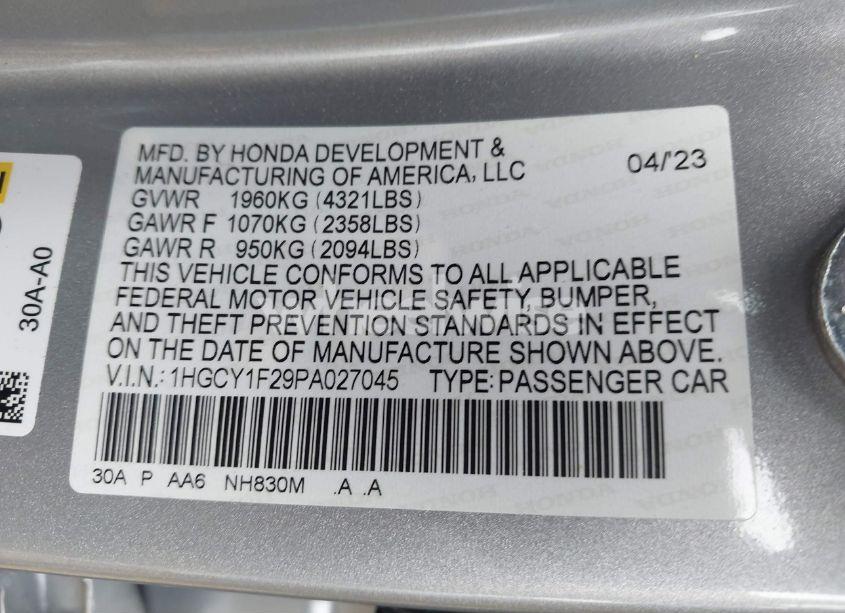 MFD. BY HONDA DEVELOPMENT &
MANUFACTURING OF AMERICA, LLC
04/'23
GVWR 1960KG (4321LBS)
GAWR F 1070KG (2358LBS)
GAWR R 950KG (2094LBS)
THIS VEHICLE CONFORMS TO ALL APPLICABLE
FEDERAL MOTOR VEHICLE SAFETY, BUMPER,
AND THEFT PREVENTION STANDARDS IN EFFECT
ON THE DATE OF MANUFACTURE SHOWN ABOVE.
V.I.N.: 1HGCY1F29PA027045 TYPE: PASSENGER CAR
30A P AA6 NH830M .A .A
30A-A0